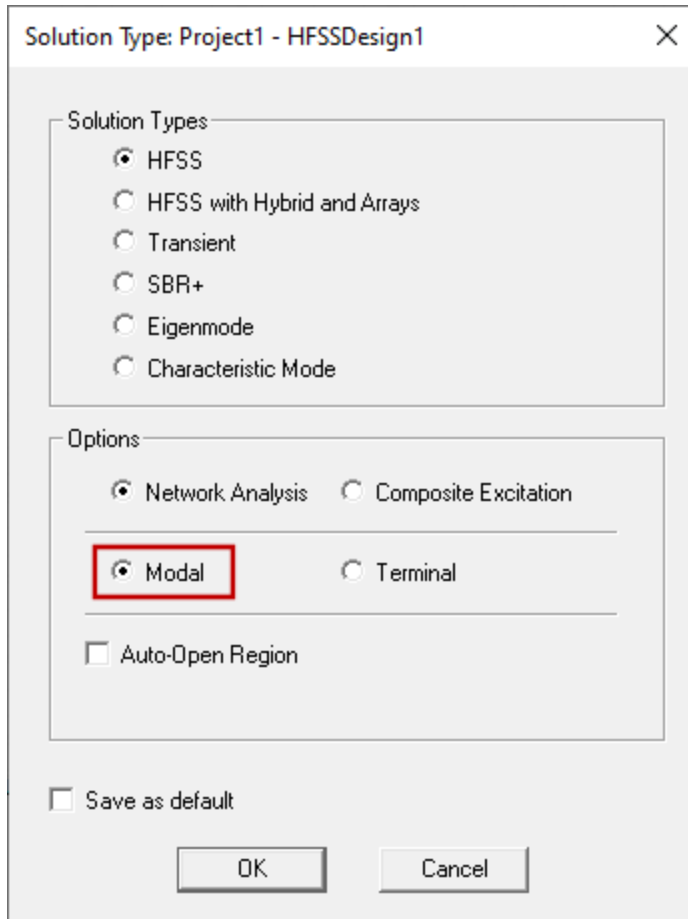 Solution Type: Project1 - HFSSDesign1
Solution Types
HFSS
HFSS with Hybrid and Arrays
Transient
SBR+
Eigenmode
Characteristic Mode
Options
Network Analysis Composite Excitation
Modal Terminal
Auto-Open Region
Save as default
OK Cancel